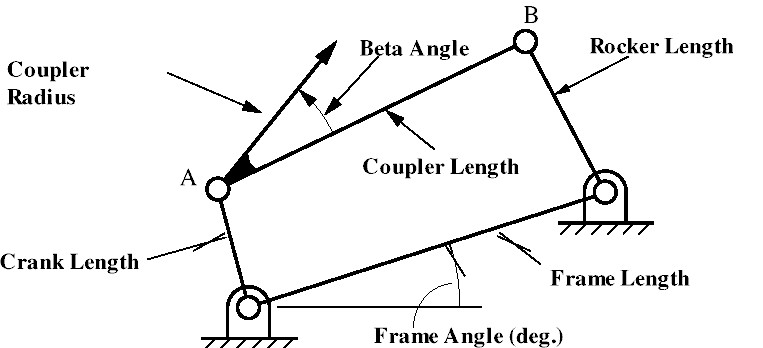 B
Beta Angle
Rocker Length
Coupler
Radius
Coupler Length
A
Crank Length
Frame Length
Frame Angle (deg.)